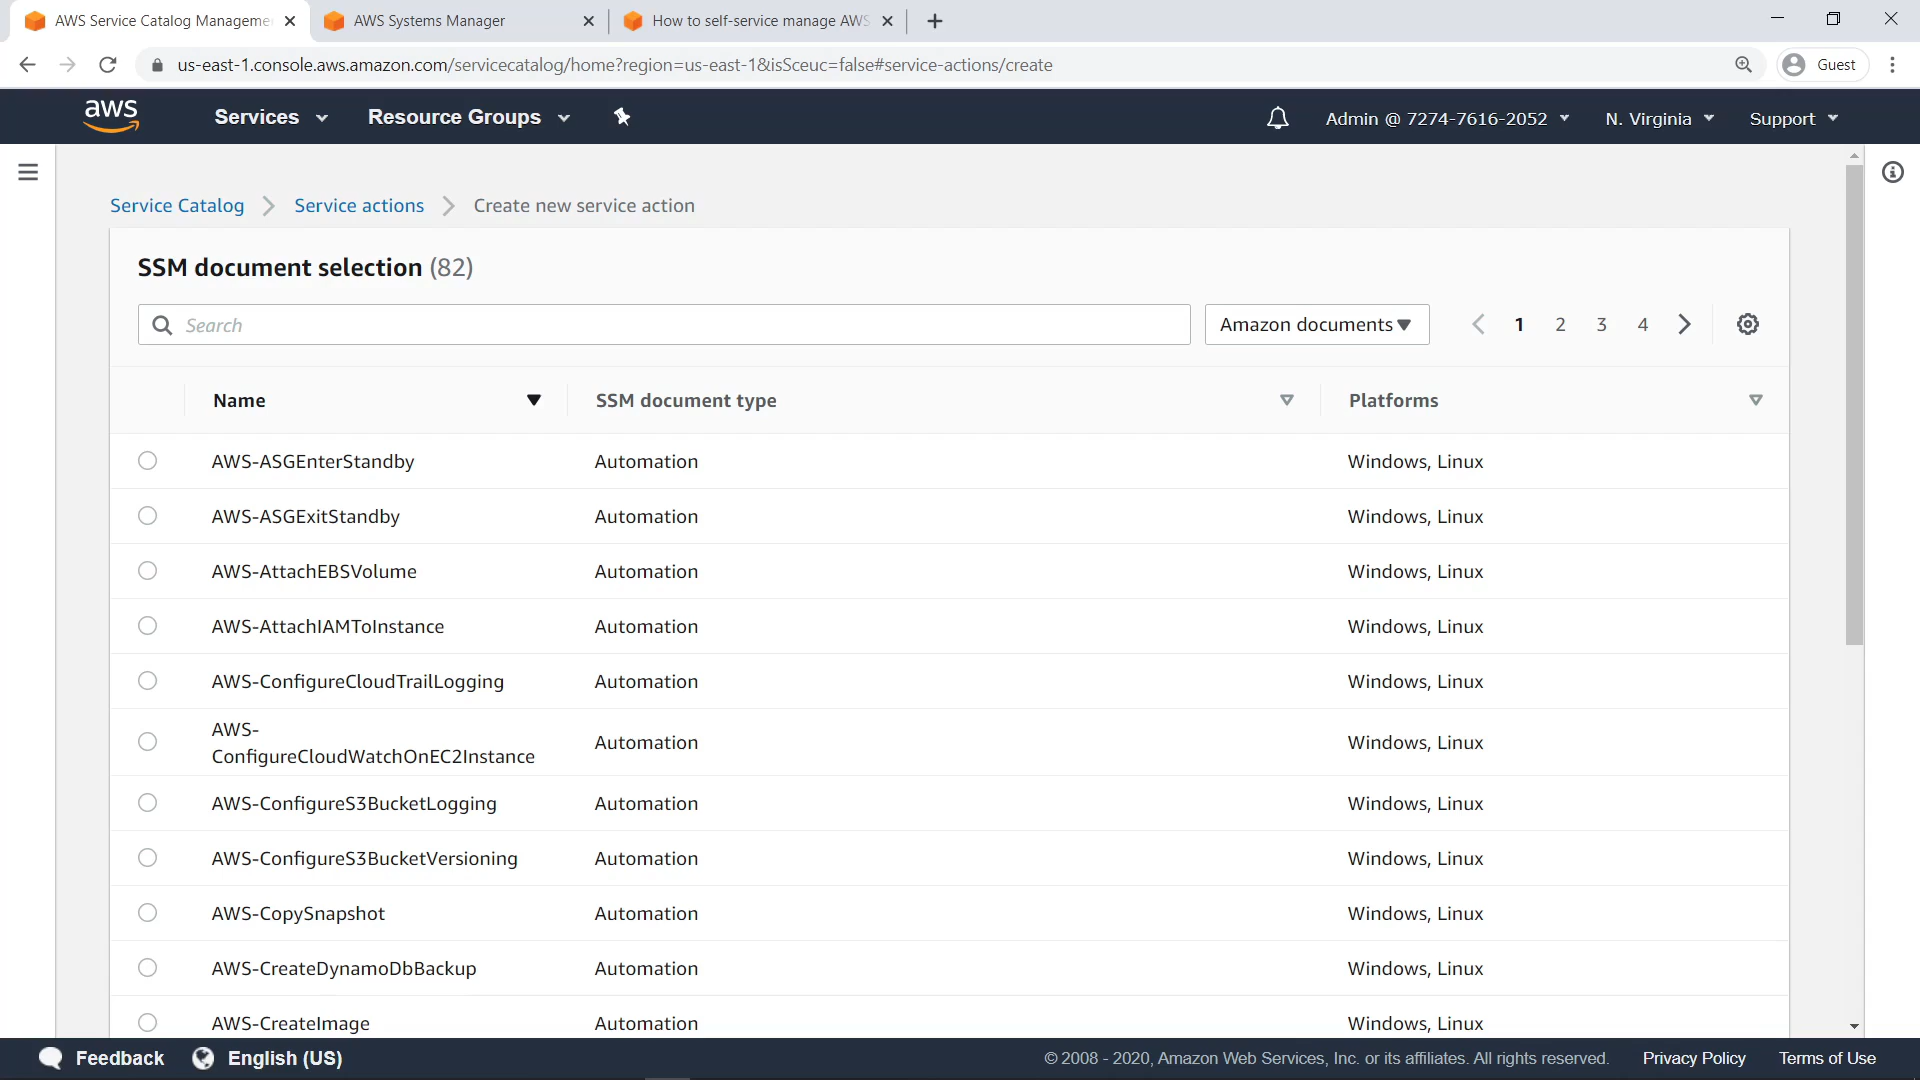 AWS Service Catalog Manageme
AWS Systems Manager
How to self-service manage AWS
us-east-1.console.aws.amazon.com/servicecatalog/home?region=us-east-1&isSceuc=false#service-actions/create
Guest
aws
Services
Resource Groups
Admin @ 7274-7616-2052
N. Virginia
Support
Service Catalog
Service actions
Create new service action
SSM document selection (82)
Search
Amazon documents
1 2 3 4
Name SSM document type Platforms
AWS-ASGEnterStandby Automation Windows, Linux
AWS-ASGExitStandby Automation Windows, Linux
AWS-AttachEBSVolume Automation Windows, Linux
AWS-AttachIAMToInstance Automation Windows, Linux
AWS-ConfigureCloudTrailLogging Automation Windows, Linux
AWS-
ConfigureCloudWatchOnEC2Instance Automation Windows, Linux
AWS-ConfigureS3BucketLogging Automation Windows, Linux
AWS-ConfigureS3BucketVersioning Automation Windows, Linux
AWS-CopySnapshot Automation Windows, Linux
AWS-CreateDynamoDbBackup Automation Windows, Linux
AWS-CreateImage Automation Windows, Linux
Feedback
English (US)
© 2008 - 2020, Amazon Web Services, Inc. or its affiliates. All rights reserved.
Privacy Policy
Terms of Use